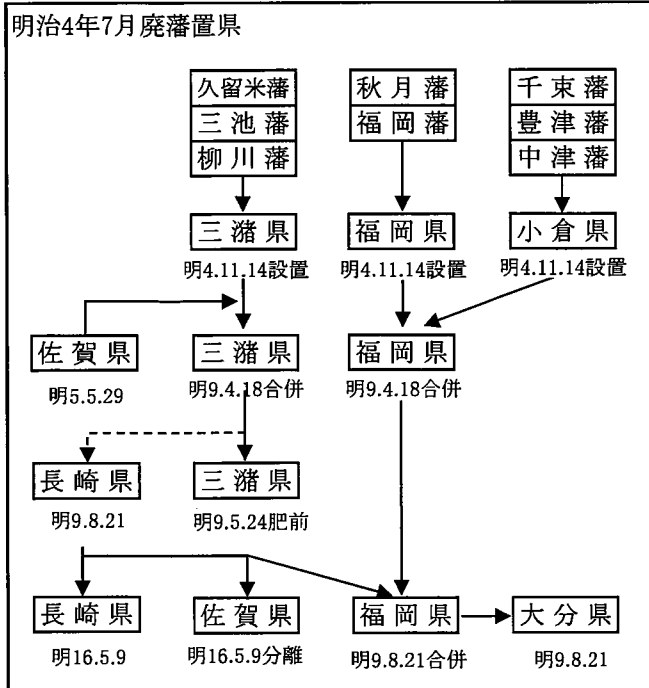 明治4年7月廃藩置県
久留米藩
三池藩
柳川藩
秋月藩
福岡藩
千束藩
豊津藩
中津藩
三潴県
福岡県
小倉県
明4.11.14設置
明4.11.14設置
明4.11.14設置
佐賀県
三潴県
福岡県
明5.5.29
明9.4.18合併
明9.4.18合併
長崎県
三潴県
明9.8.21
明9.5.24肥前
長崎県
佐賀県
福岡県
大分県
明16.5.9
明16.5.9分離
明9.8.21合併
明9.8.21